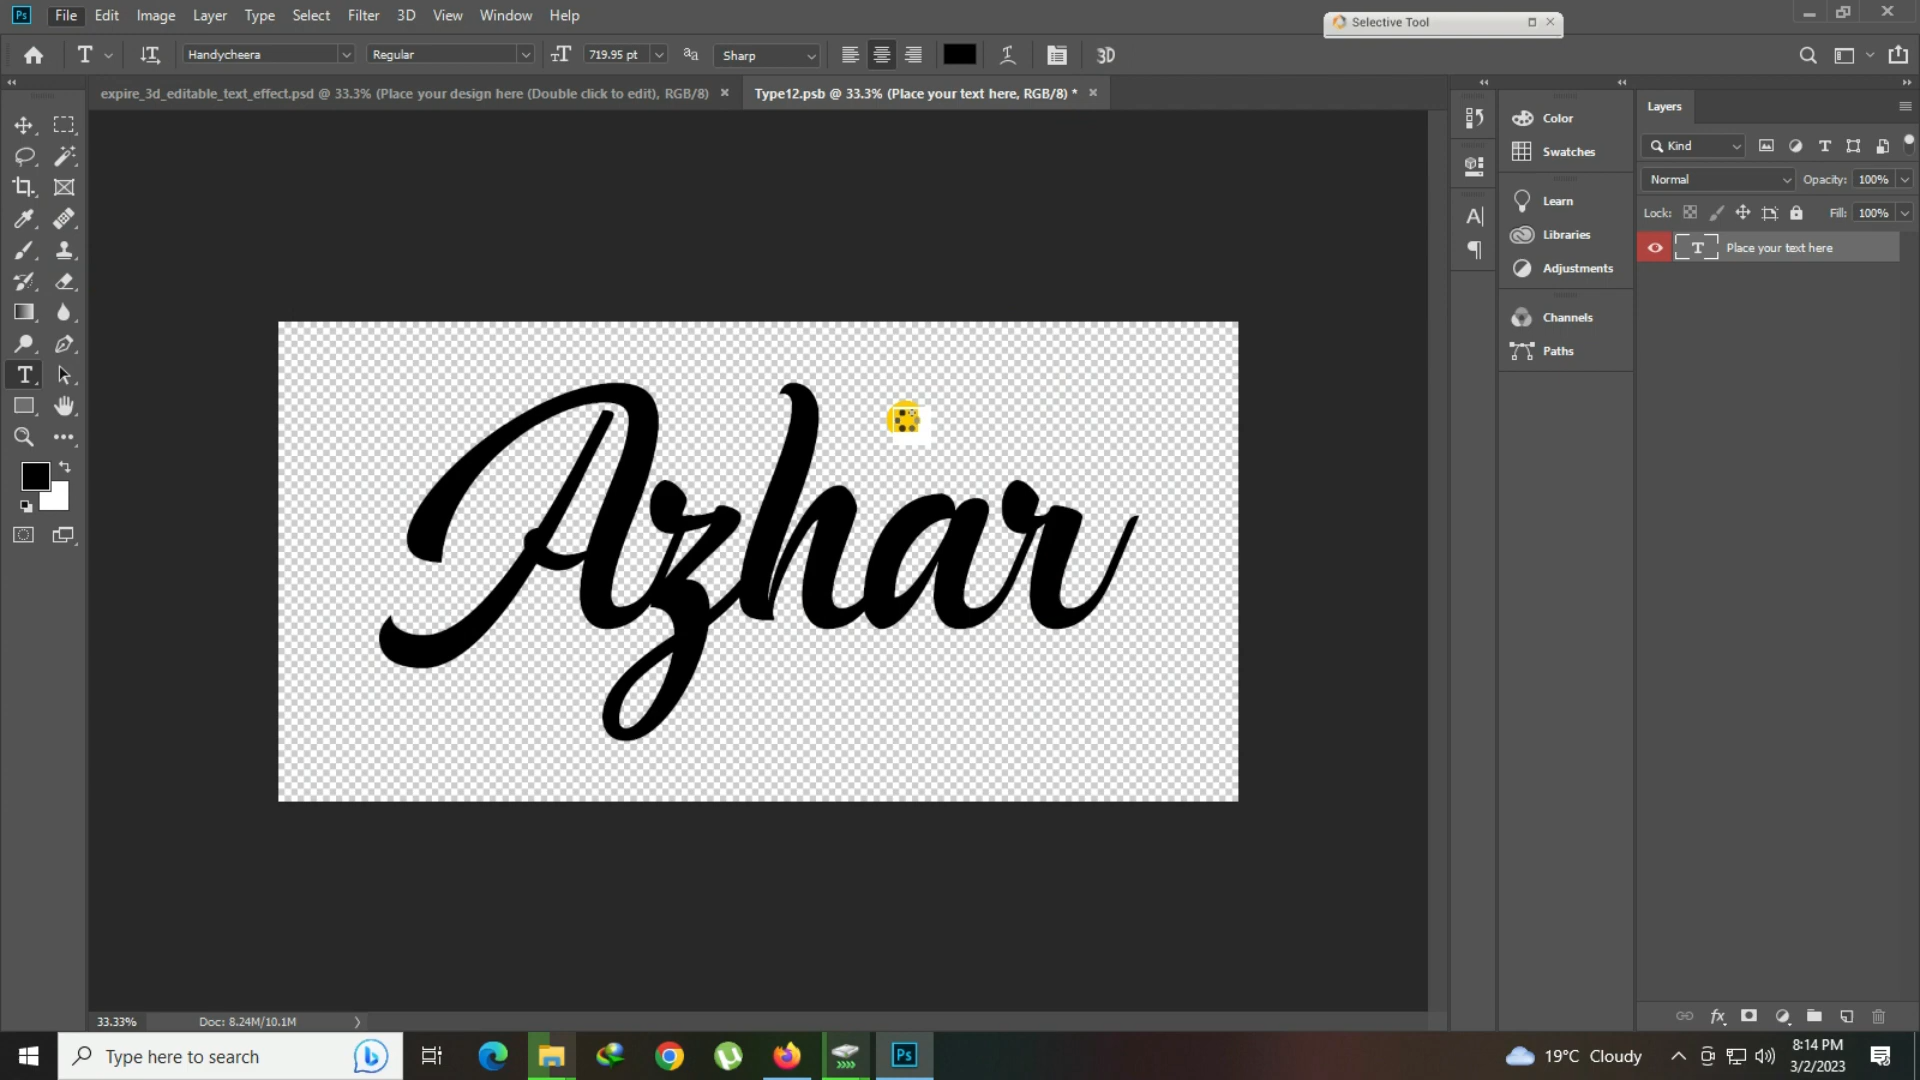 Ps File Edit Image Layer Type Select Filter 3D View Window Help
Selective Tool
T Handycheera Regular 719.95 pt aa Sharp 3D
expire_3d_editable_text_effect.psd @ 33.3% (Place your design here (Double click to edit), RGB/8) ×
Type12.psb @ 33.3% (Place your text here, RGB/8) * ×
Color
Swatches
Learn
Libraries
Adjustments
Channels
Paths
Layers
Kind
Normal Opacity: 100%
Lock: Fill: 100%
T Place your text here
Azhar
33.33% Doc: 8.24M/10.1M
fx
Type here to search
Ps
19°C Cloudy
8:14 PM
3/2/2023